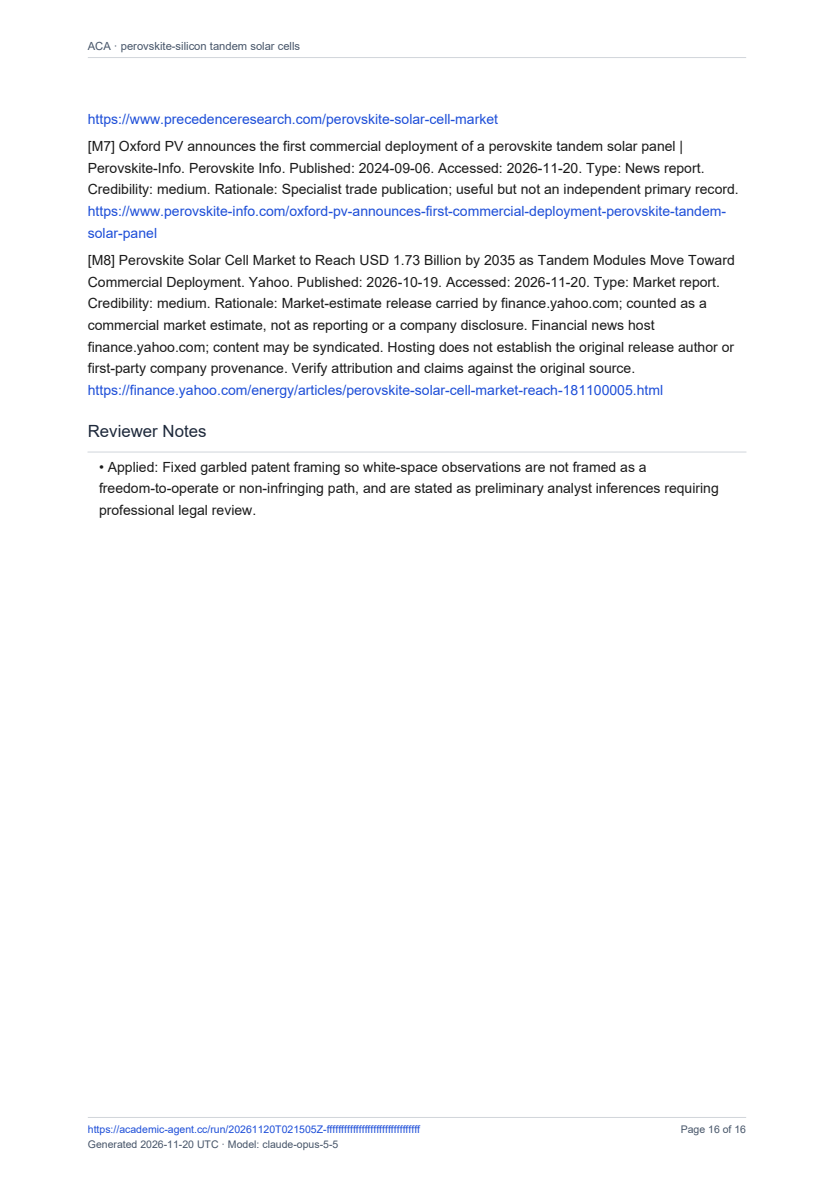 ACA · perovskite-silicon tandem solar cells
https://www.precedenceresearch.com/perovskite-solar-cell-market
[M7] Oxford PV announces the first commercial deployment of a perovskite tandem solar panel |
Perovskite-Info. Perovskite Info. Published: 2024-09-06. Accessed: 2026-11-20. Type: News report.
Credibility: medium. Rationale: Specialist trade publication; useful but not an independent primary record.
https://www.perovskite-info.com/oxford-pv-announces-first-commercial-deployment-perovskite-tandem-
solar-panel
[M8] Perovskite Solar Cell Market to Reach USD 1.73 Billion by 2035 as Tandem Modules Move Toward
Commercial Deployment. Yahoo. Published: 2026-10-19. Accessed: 2026-11-20. Type: Market report.
Credibility: medium. Rationale: Market-estimate release carried by finance.yahoo.com; counted as a
commercial market estimate, not as reporting or a company disclosure. Financial news host
finance.yahoo.com; content may be syndicated. Hosting does not establish the original release author or
first-party company provenance. Verify attribution and claims against the original source.
https://finance.yahoo.com/energy/articles/perovskite-solar-cell-market-reach-181100005.html
Reviewer Notes
• Applied: Fixed garbled patent framing so white-space observations are not framed as a
freedom-to-operate or non-infringing path, and are stated as preliminary analyst inferences requiring
professional legal review.
https://academic-agent.cc/run/20261120T021505Z-ffffffffffffffffffffffffffffffff
Page 16 of 16
Generated 2026-11-20 UTC · Model: claude-opus-5-5